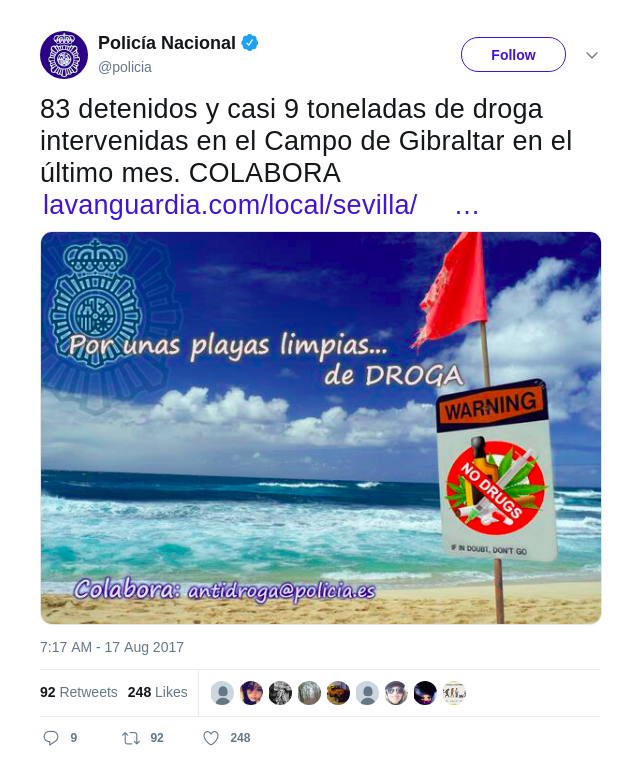 Policía Nacional
@policia
Follow
83 detenidos y casi 9 toneladas de droga
intervenidas en el Campo de Gibraltar en el
último mes. COLABORA
lavanguardia.com/local/sevilla/ …
Por unas playas limpias...
de DROGA
WARNING
NO DRUGS
IF IN DOUBT, DON'T GO
Colabora: antidroga@policia.es
7:17 AM - 17 Aug 2017
92 Retweets 248 Likes
9 92 248